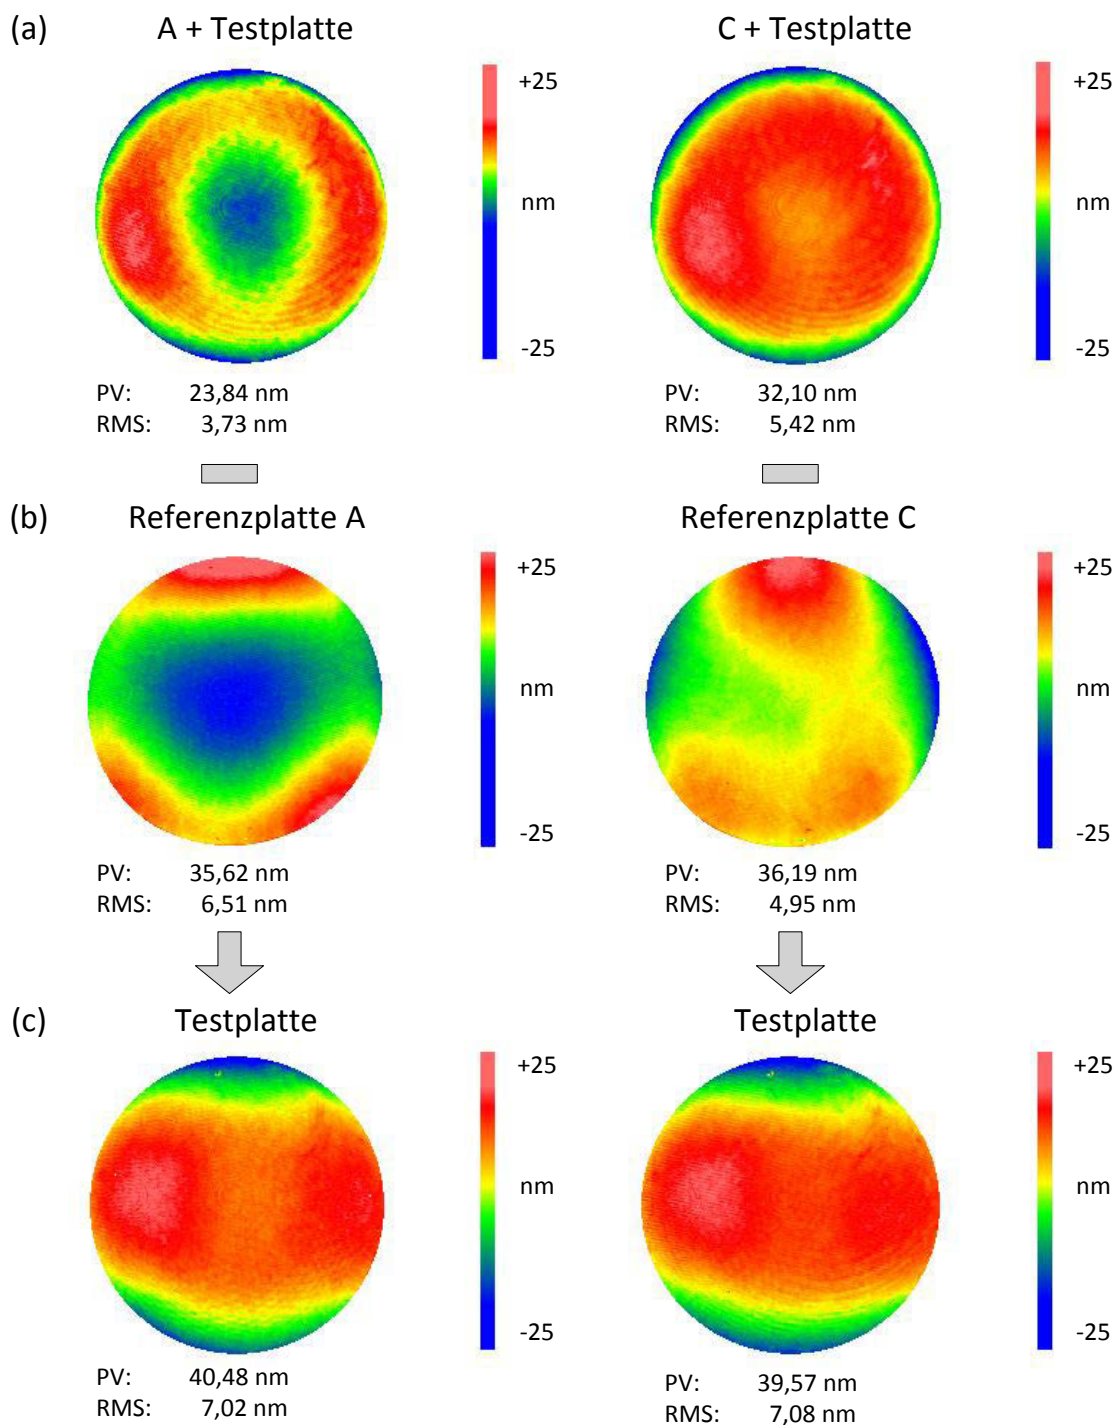 (a) A + Testplatte C + Testplatte
+25 +25
nm nm
-25 -25
PV: 23,84 nm PV: 32,10 nm
RMS: 3,73 nm RMS: 5,42 nm
(b) Referenzplatte A Referenzplatte C
+25 +25
nm nm
-25 -25
PV: 35,62 nm PV: 36,19 nm
RMS: 6,51 nm RMS: 4,95 nm
(c) Testplatte Testplatte
+25 +25
nm nm
-25 -25
PV: 40,48 nm PV: 39,57 nm
RMS: 7,02 nm RMS: 7,08 nm